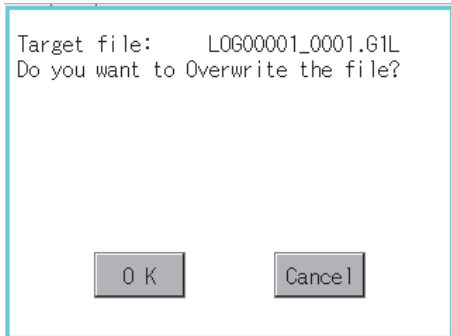 Target file: LOG00001_0001.G1L
Do you want to Overwrite the file?
OK Cancel